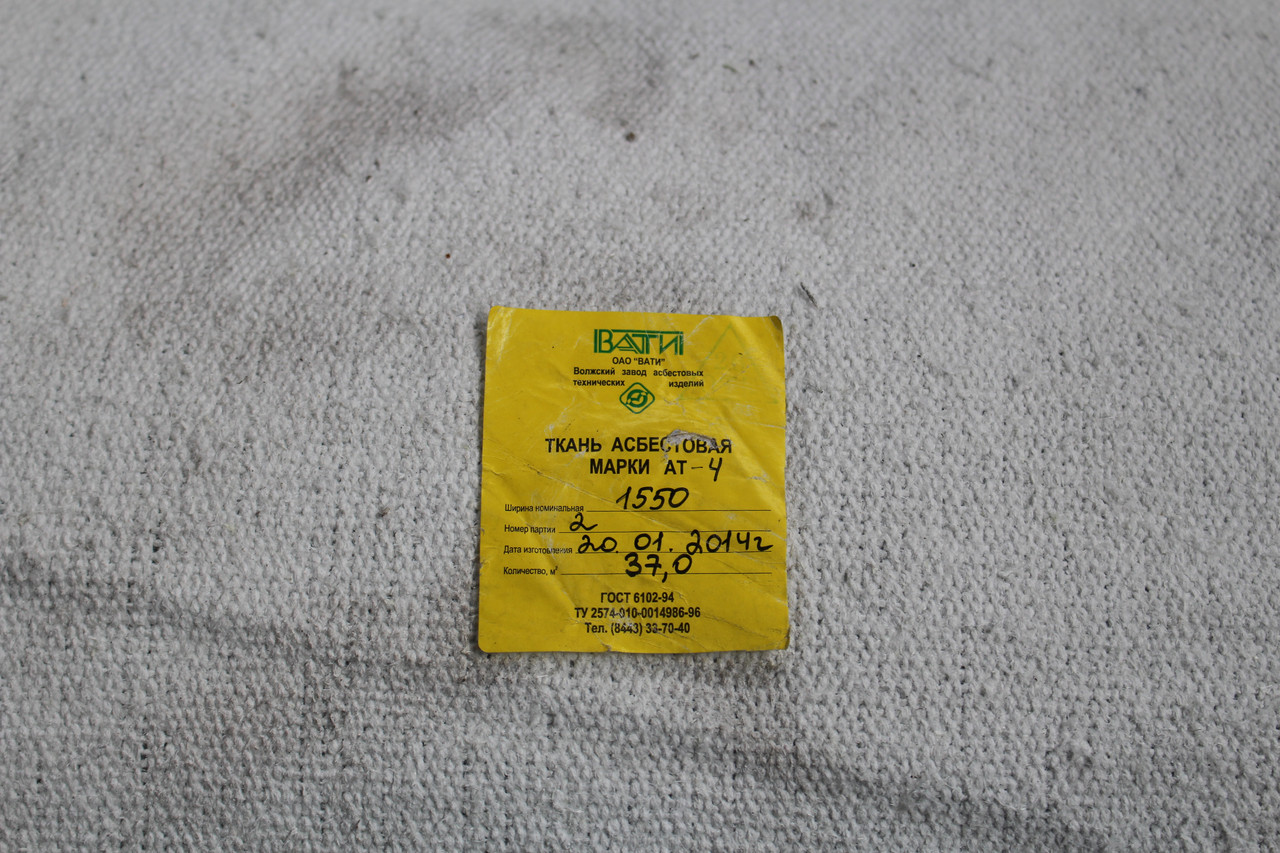 ВАТИ
ОАО "ВАТИ"
Волжский завод асбестовых
технических изделий
ТКАНЬ АСБЕСТОВАЯ
МАРКИ АТ-4
Ширина номинальная 1550
Номер партии 2
Дата изготовления 20.01.2014г
Количество, м² 37,0
ГОСТ 6102-94
ТУ 2574-010-0014986-96
Тел. (8443) 33-70-40